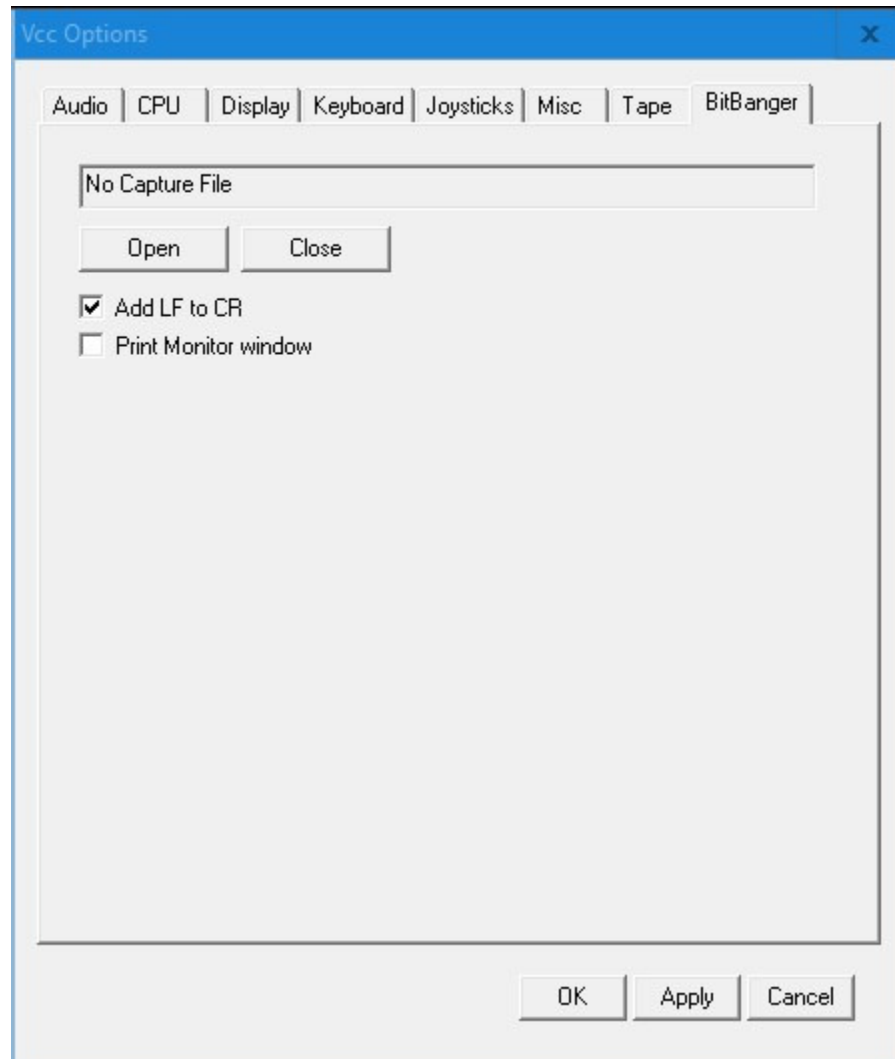 Vcc Options
Audio CPU Display Keyboard Joysticks Misc Tape BitBanger
No Capture File
Open Close
Add LF to CR
Print Monitor window
OK Apply Cancel